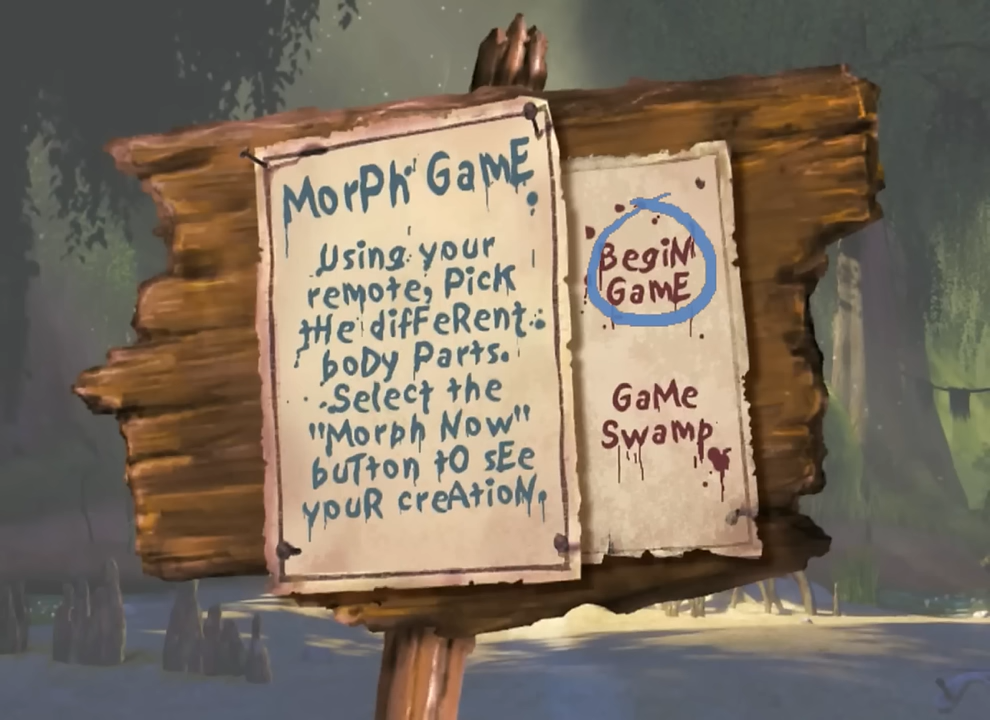 MorPh GamE
Using your
remote, PicK
tHe difFeRent
boDy Parts.
Select the
"Morph Now"
buTton tO sEe
youR creAtioN.
BegiN
GamE
GaMe
Swamp